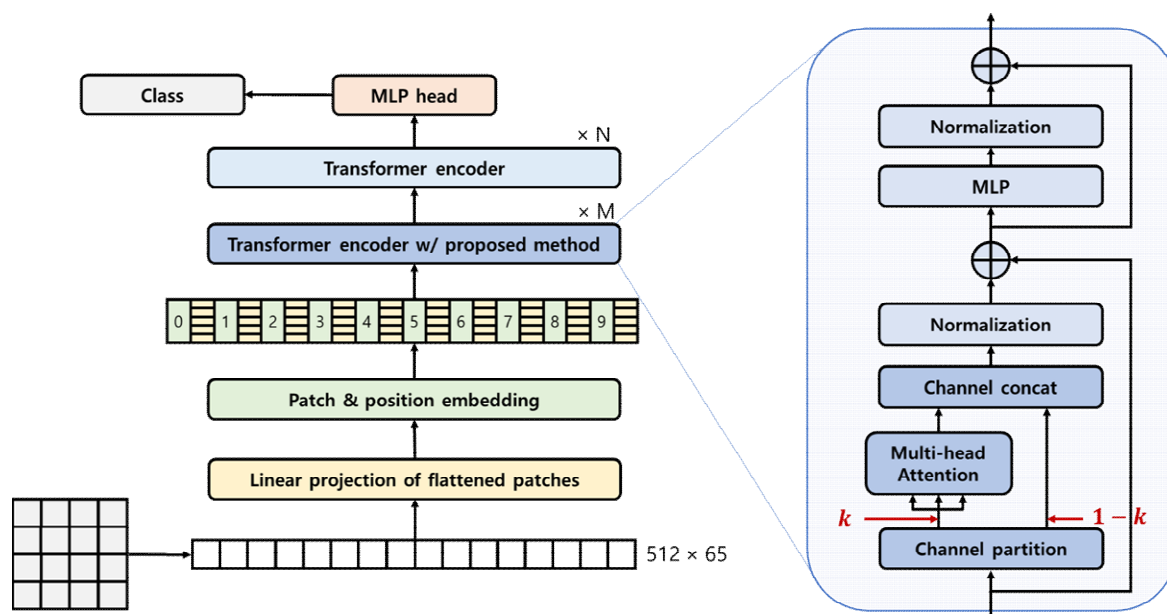 Class
MLP head
× N
Transformer encoder
× M
Transformer encoder w/ proposed method
0 1 2 3 4 5 6 7 8 9
Patch & position embedding
Linear projection of flattened patches
512 × 65
Normalization
MLP
Normalization
Channel concat
Multi-head
Attention
k
1 − k
Channel partition